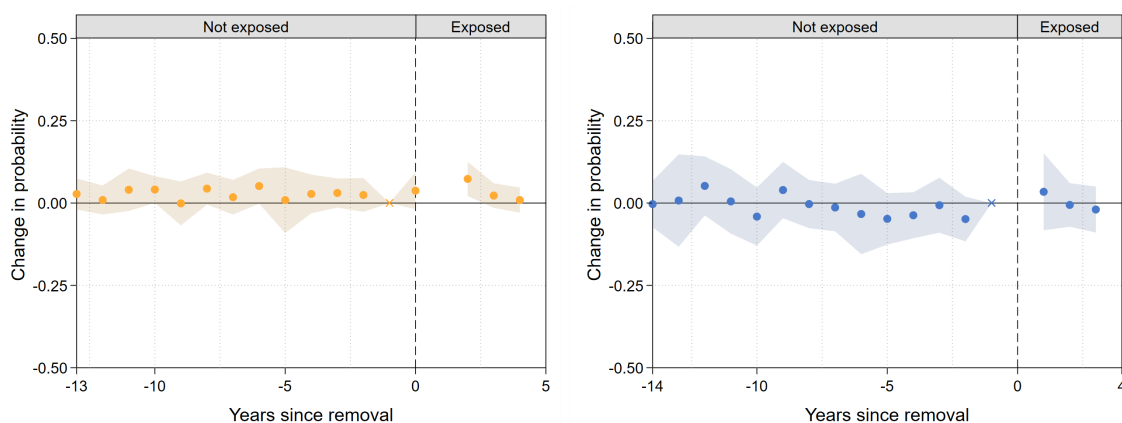 Not exposed
Exposed
0.50
0.25
0.00
-0.25
-0.50
Change in probability
-13
-10
-5
0
5
Years since removal
Not exposed
Exposed
0.50
0.25
0.00
-0.25
-0.50
Change in probability
-14
-10
-5
0
4
Years since removal